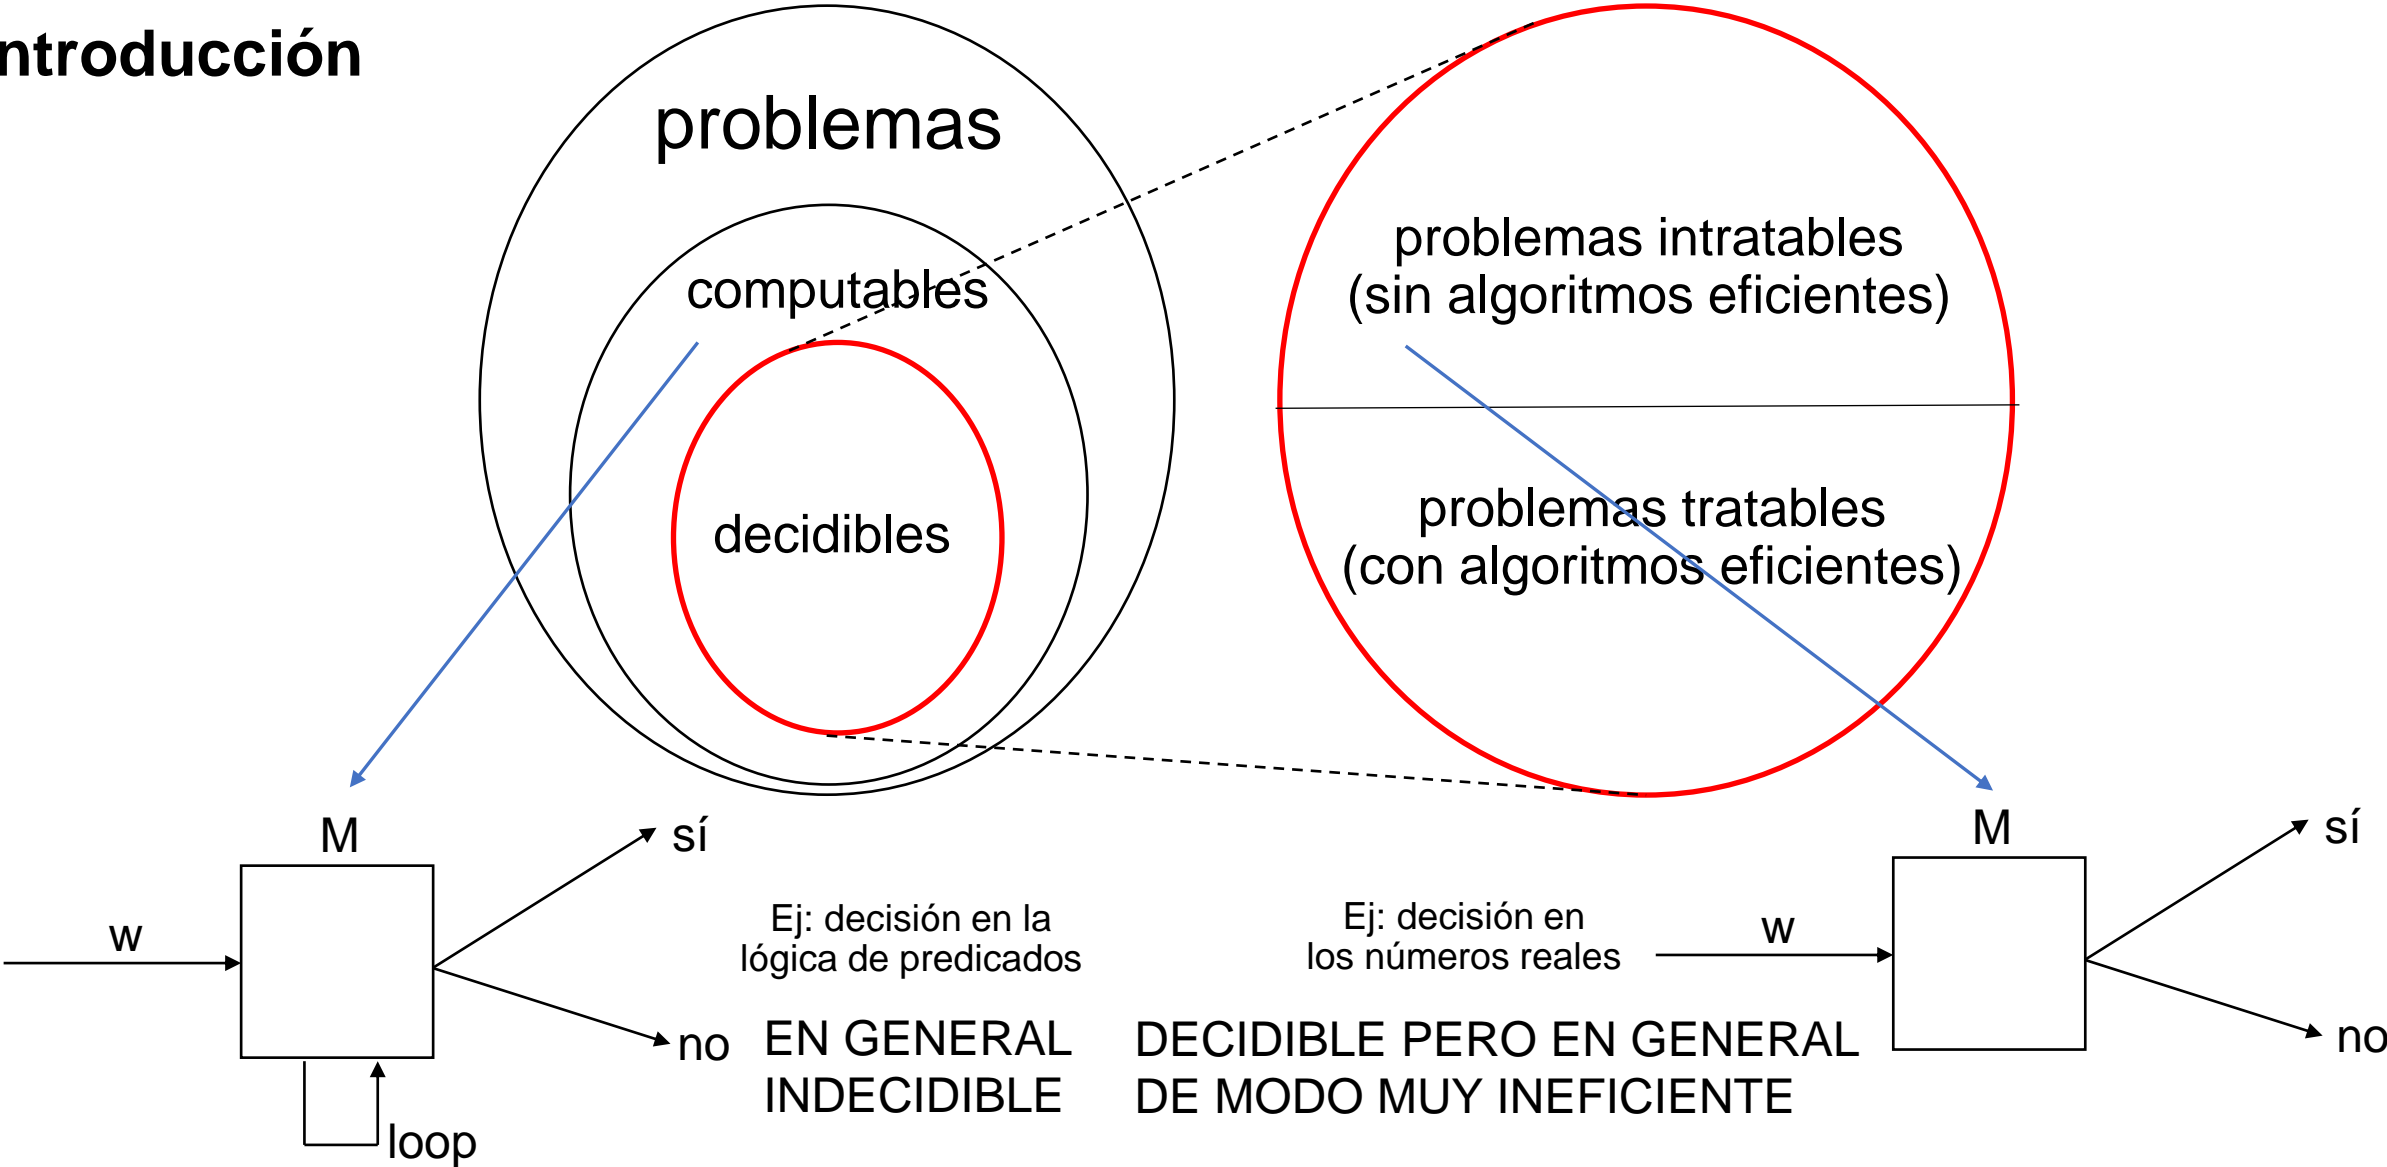 ntroducción
problemas
computables
decidibles
problemas intratables
(sin algoritmos eficientes)
problemas tratables
(con algoritmos eficientes)
M
sí
w
no
loop
Ej: decisión en la
lógica de predicados
EN GENERAL
INDECIDIBLE
Ej: decisión en
los números reales
DECIDIBLE PERO EN GENERAL
DE MODO MUY INEFICIENTE
M
sí
w
no